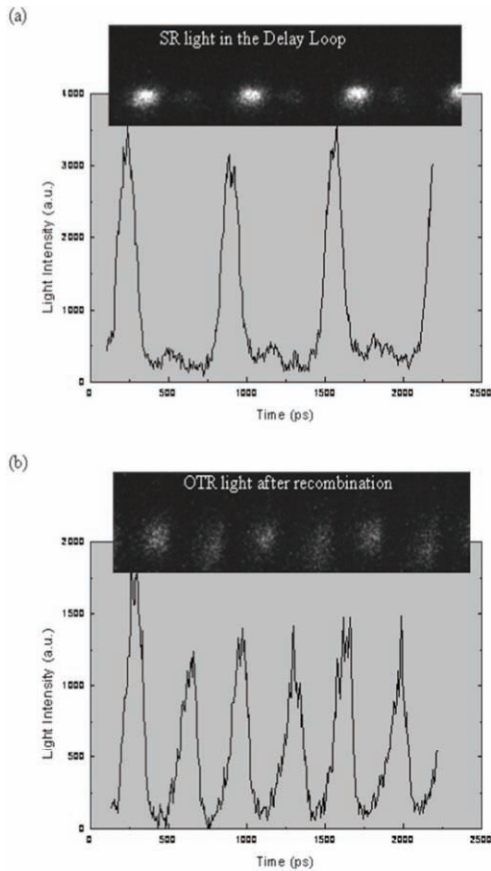 (a)
SR light in the Delay Loop
4000
3000
2000
1000
0
Light Intensity (a.u.)
0 500 1000 1500 2000 2500
Time (ps)
(b)
OTR light after recombination
2000
1500
1000
500
0
Light Intensity (a.u.)
0 500 1000 1500 2000 2500
Time (ps)